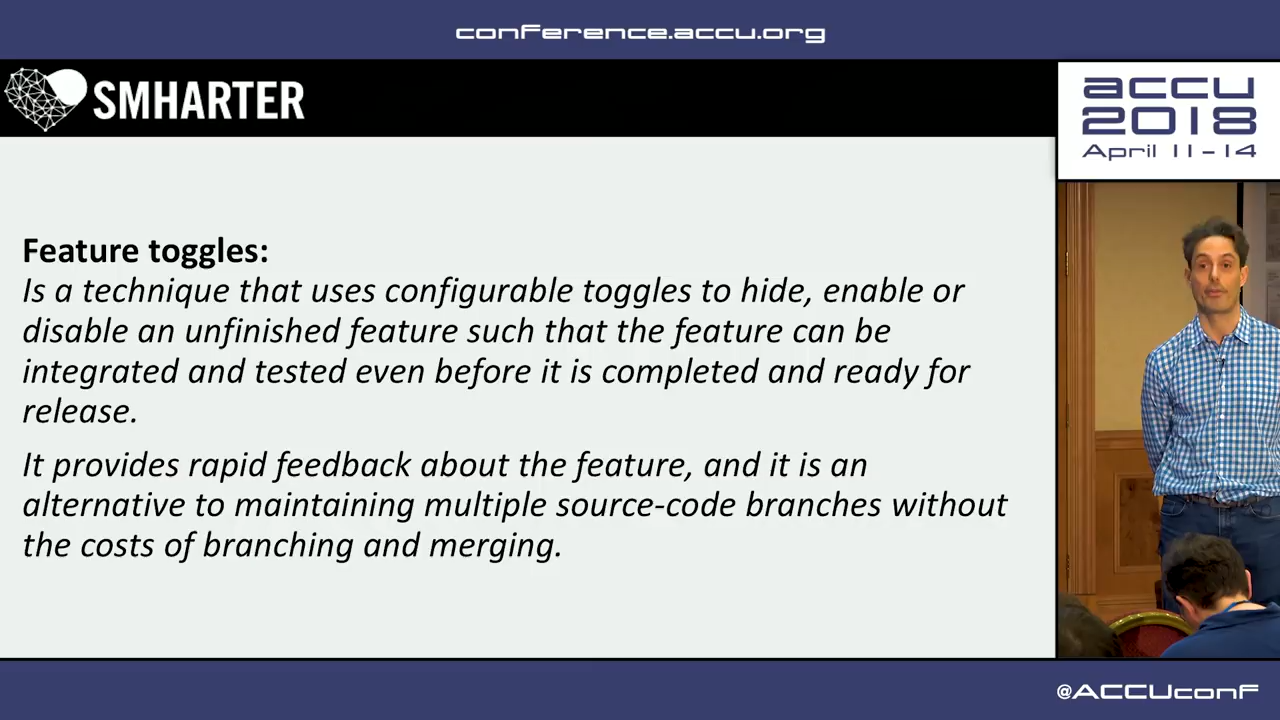 conference.accu.org
SMHARTER
accu
2018
April 11-14
Feature toggles:
Is a technique that uses configurable toggles to hide, enable or
disable an unfinished feature such that the feature can be
integrated and tested even before it is completed and ready for
release.
It provides rapid feedback about the feature, and it is an
alternative to maintaining multiple source-code branches without
the costs of branching and merging.
@ACCUconf